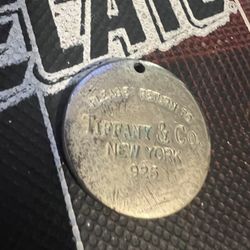 PLEASE RETURN TO
TIFFANY & CO
NEW YORK
925